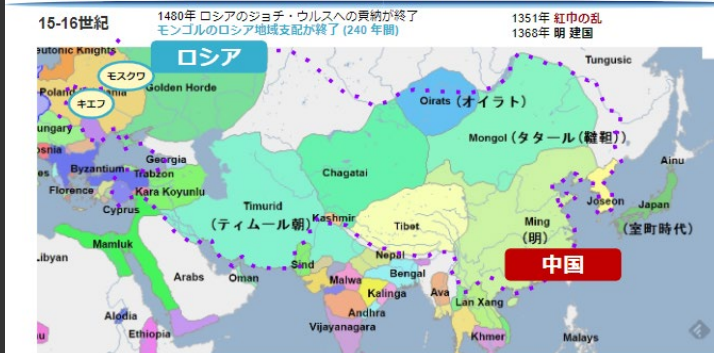 15-16世紀
1480年 ロシアのジョチ・ウルスへの貢納が終了
モンゴルのロシア地域支配が終了 (240 年間)
1351年 紅巾の乱
1368年 明 建国
ロシア
Teutonic Knights
モスクワ
Golden Horde
キエフ
Tungusic
Oirats (オイラト)
Mongol (タタール(韃靼))
Ainu
Georgia
Byzantium
Trabzon
Florence
Kara Koyunlu
Cyprus
Chagatai
Timurid
(ティムール朝)
Kashmir
Tibet
Ming
(明)
Joseon
Japan
(室町時代)
中国
Mamluk
Libyan
Arabs
Oman
Sind
Nepal
Malwa
Bengal
Kalinga
Ava
Lan Xang
Andhra
Vijayanagara
Alodia
Ethiopia
Khmer
Malays